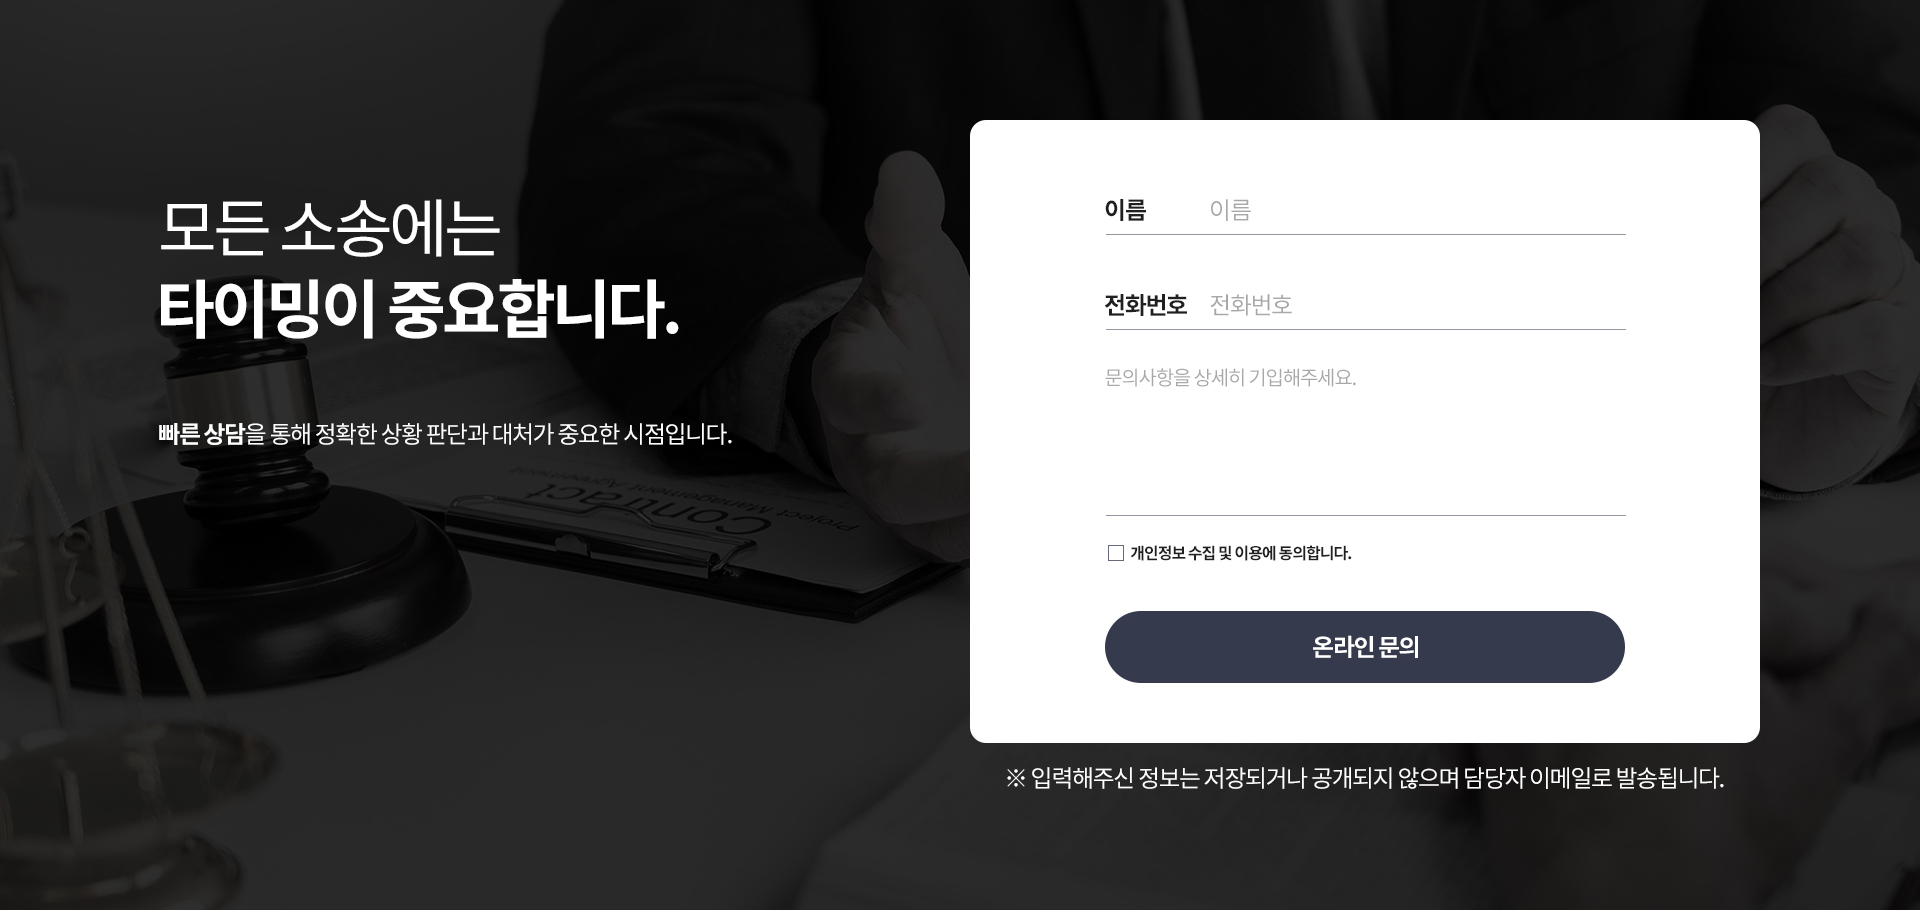 모든 소송에는
타이밍이 중요합니다.
빠른 상담을 통해 정확한 상황 판단과 대처가 중요한 시점입니다.
Contract
Project Management Agreement
이름 이름
전화번호 전화번호
문의사항을 상세히 기입해주세요.
개인정보 수집 및 이용에 동의합니다.
온라인 문의
※ 입력해주신 정보는 저장되거나 공개되지 않으며 담당자 이메일로 발송됩니다.